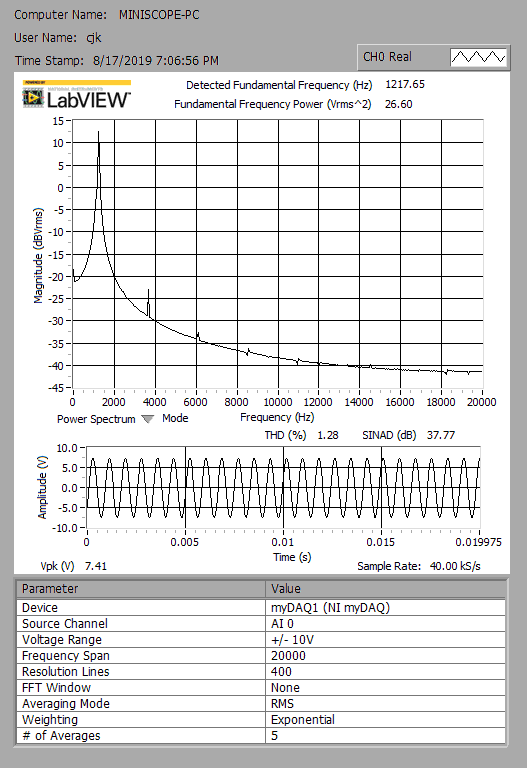 Computer Name: MINISCOPE-PC
User Name: cjk
Time Stamp: 8/17/2019 7:06:56 PM
CH0 Real
POWERED BY
NATIONAL INSTRUMENTS
LabVIEW™
Detected Fundamental Frequency (Hz) 1217.65
Fundamental Frequency Power (Vrms^2) 26.60
Magnitude (dBVrms)
15
10
5
0
-5
-10
-15
-20
-25
-30
-35
-40
-45
0 2000 4000 6000 8000 10000 12000 14000 16000 18000 20000
Power Spectrum Mode Frequency (Hz)
THD (%) 1.28 SINAD (dB) 37.77
Amplitude (V)
10.0
5.0
0.0
-5.0
-10.0
0 0.005 0.01 0.015 0.019975
Time (s)
Vpk (V) 7.41 Sample Rate: 40.00 kS/s
Parameter Value
Device myDAQ1 (NI myDAQ)
Source Channel AI 0
Voltage Range +/- 10V
Frequency Span 20000
Resolution Lines 400
FFT Window None
Averaging Mode RMS
Weighting Exponential
# of Averages 5